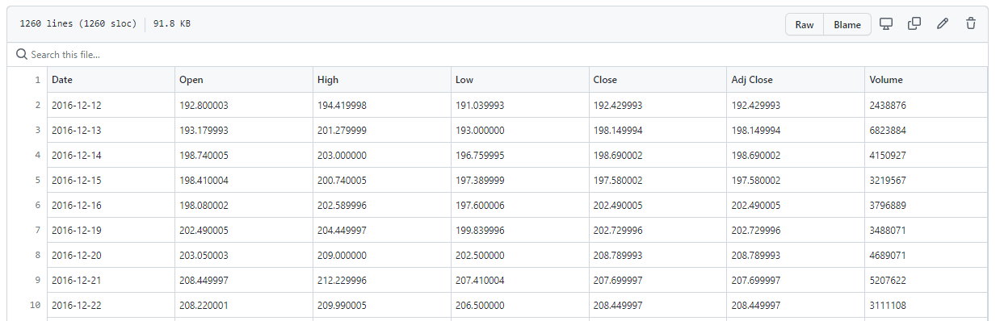 1260 lines (1260 sloc) 91.8 KB Raw Blame
Search this file...
1 Date Open High Low Close Adj Close Volume
2 2016-12-12 192.800003 194.419998 191.039993 192.429993 192.429993 2438876
3 2016-12-13 193.179993 201.279999 193.000000 198.149994 198.149994 6823884
4 2016-12-14 198.740005 203.000000 196.759995 198.690002 198.690002 4150927
5 2016-12-15 198.410004 200.740005 197.389999 197.580002 197.580002 3219567
6 2016-12-16 198.080002 202.589996 197.600006 202.490005 202.490005 3796889
7 2016-12-19 202.490005 204.449997 199.839996 202.729996 202.729996 3488071
8 2016-12-20 203.050003 209.000000 202.500000 208.789993 208.789993 4689071
9 2016-12-21 208.449997 212.229996 207.410004 207.699997 207.699997 5207622
10 2016-12-22 208.220001 209.990005 206.500000 208.449997 208.449997 3111108